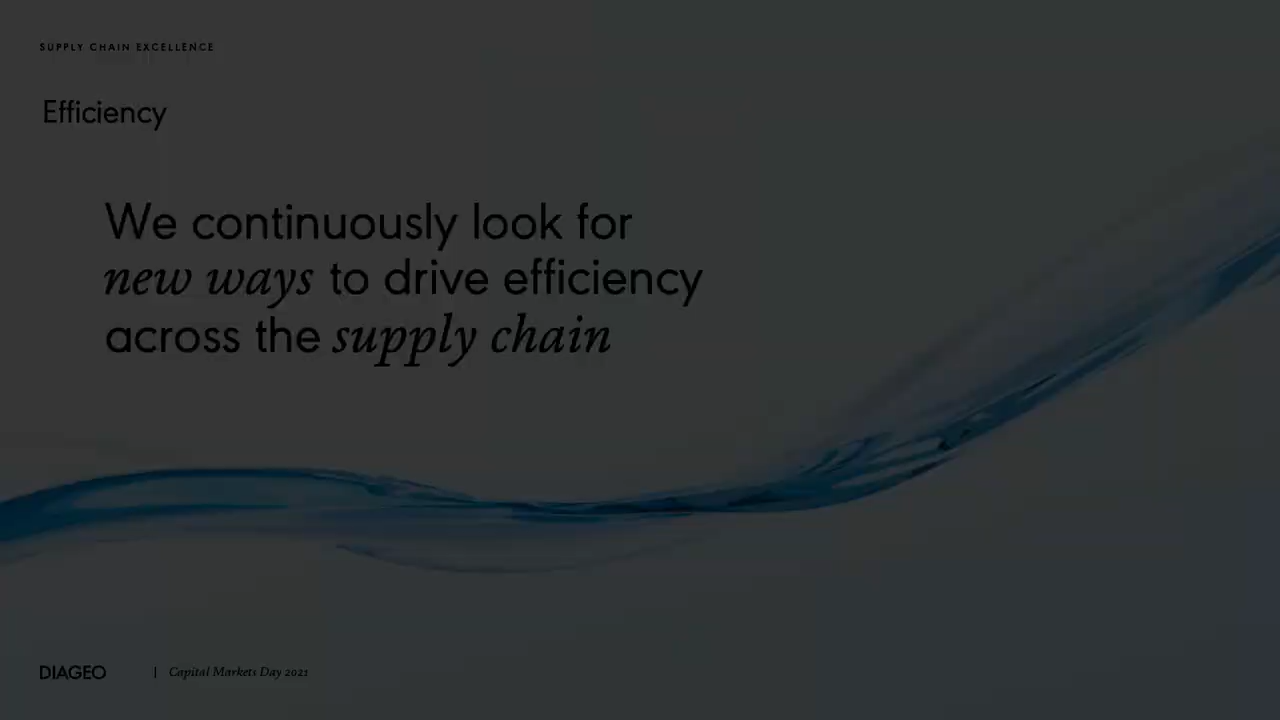 SUPPLY CHAIN EXCELLENCE
Efficiency
We continuously look for
new ways to drive efficiency
across the supply chain
DIAGEO | Capital Markets Day 2021